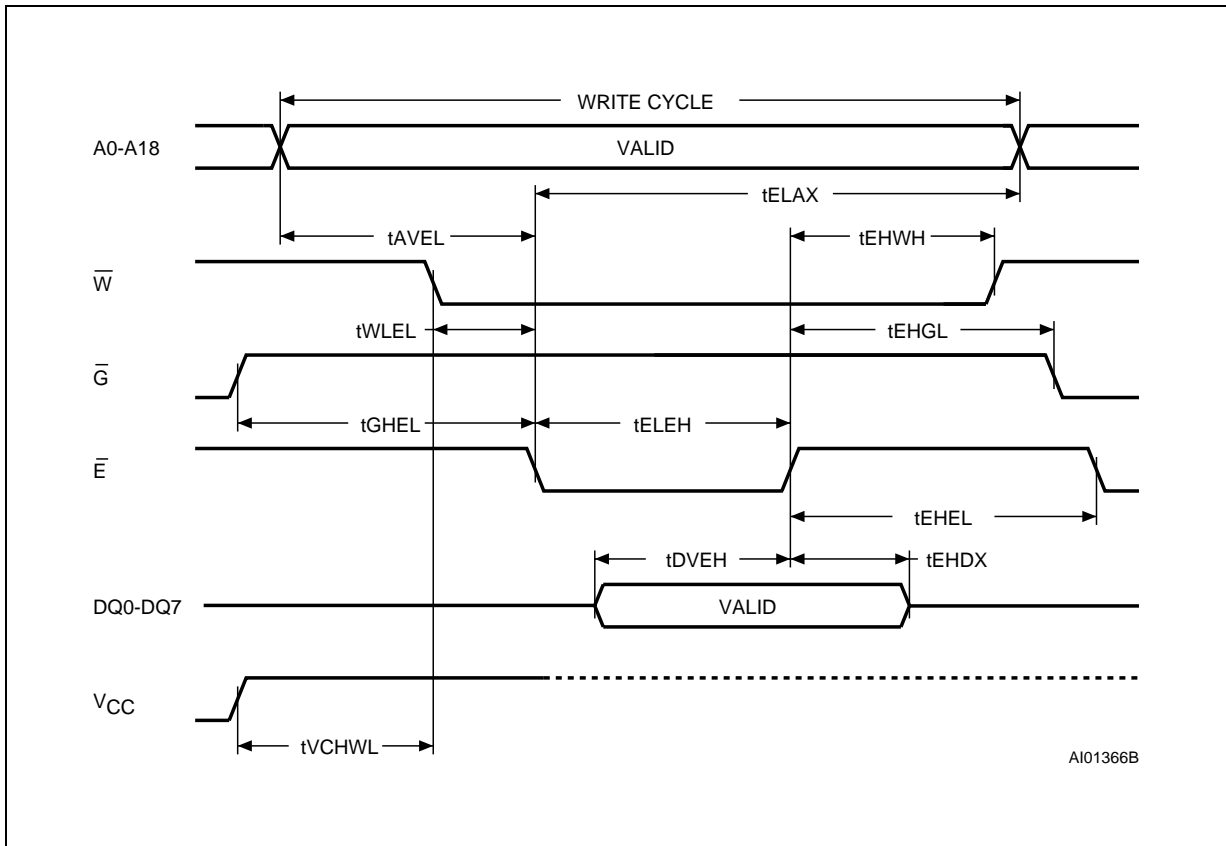 WRITE CYCLE
A0-A18
VALID
tELAX
tAVEL
tEHWH
W̅
tWLEL
tEHGL
G̅
tGHEL
tELEH
E̅
tEHEL
tDVEH
tEHDX
DQ0-DQ7
VALID
VCC
tVCHWL
AI01366B